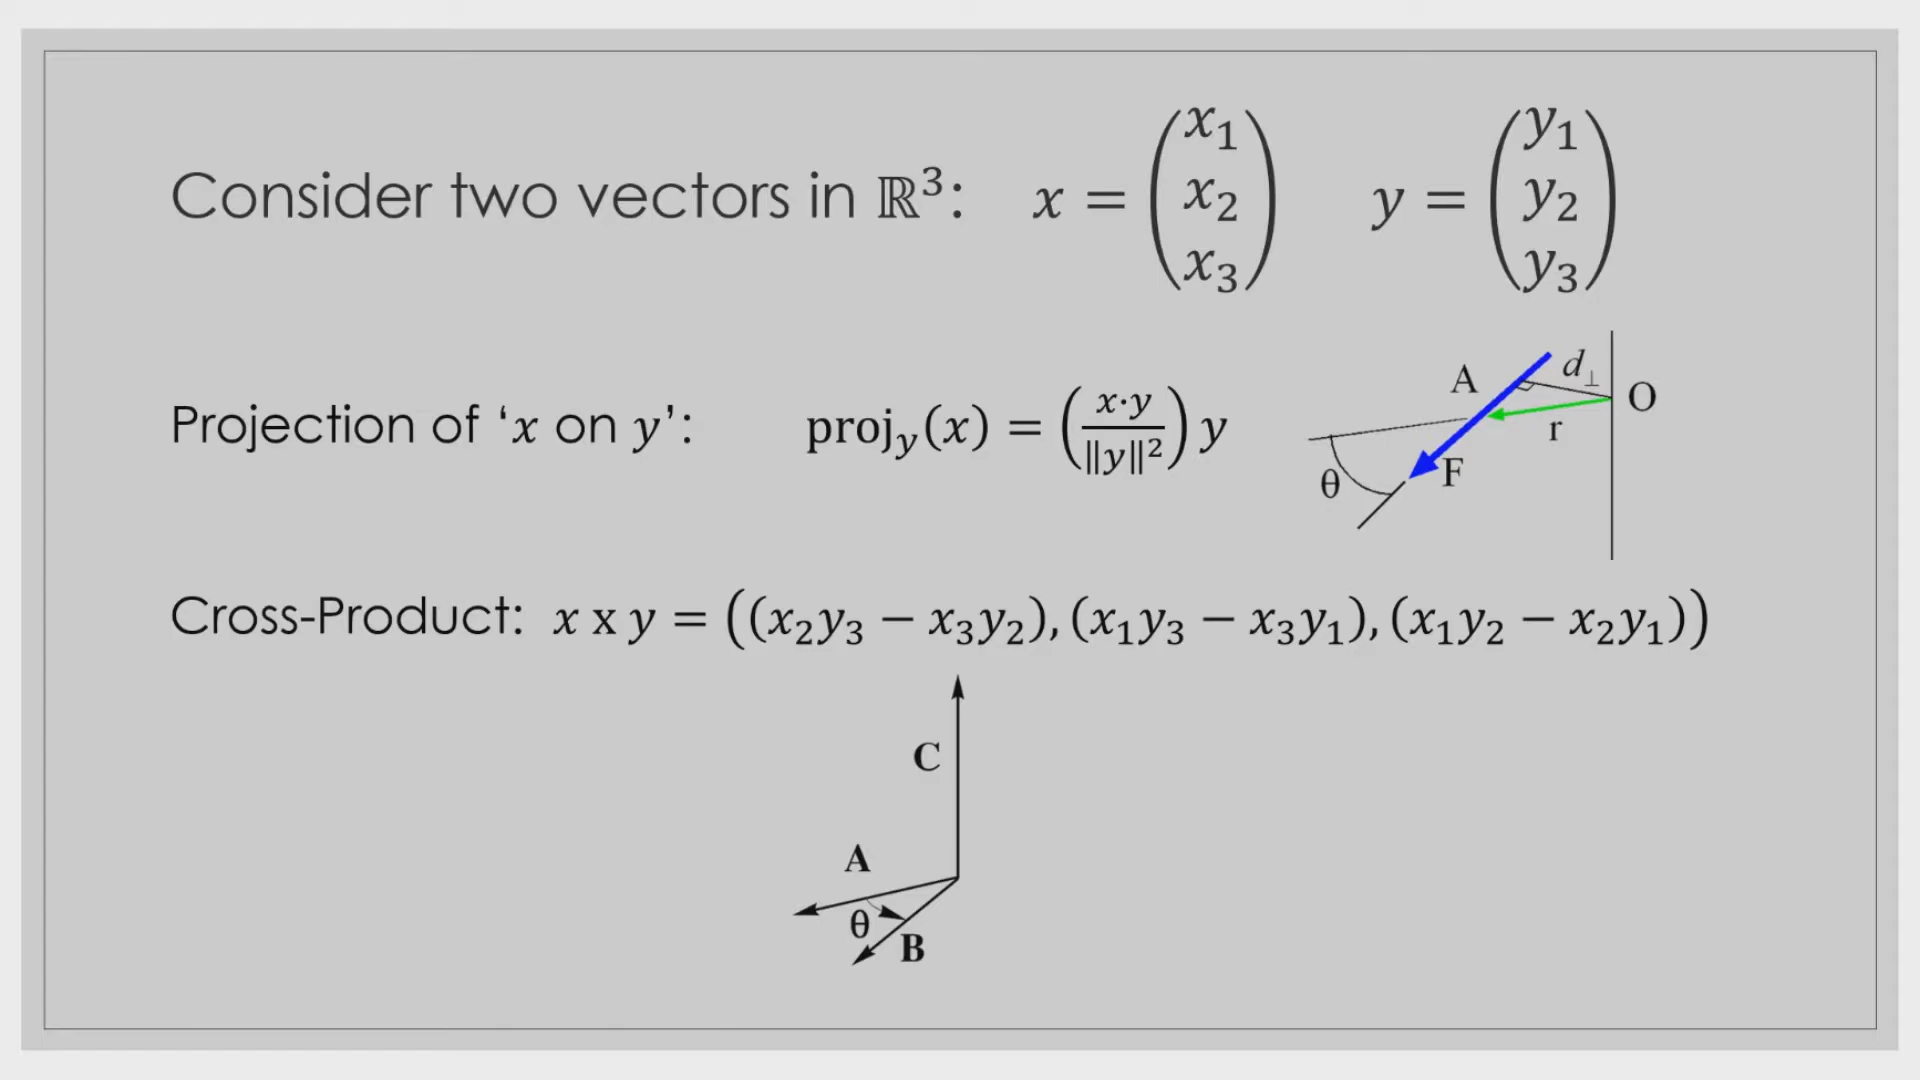 Consider two vectors in ℝ³: x = (x₁ x₂ x₃) y = (y₁ y₂ y₃)
Projection of ‘x on y’: proj_y(x) = (x·y / ‖y‖²) y
A
d⊥
O
r
θ
F
Cross-Product: x x y = ((x₂y₃ − x₃y₂), (x₁y₃ − x₃y₁), (x₁y₂ − x₂y₁))
C
A
θ
B